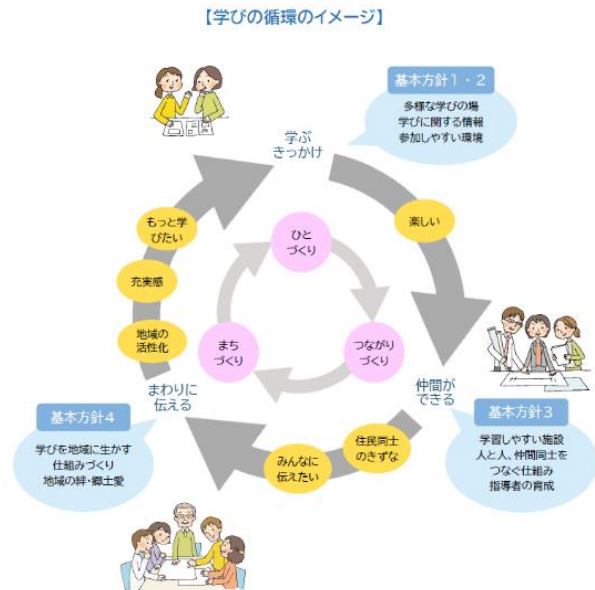 【学びの循環のイメージ】
基本方針1・2
多様な学びの場
学びに関する情報
参加しやすい環境
学ぶ
きっかけ
楽しい
もっと学
びたい
充実感
地域の
活性化
ひと
づくり
まち
づくり
つながり
づくり
仲間が
できる
基本方針3
学習しやすい施設
人と人、仲間同士を
つなぐ仕組み
指導者の育成
住民同士
のきずな
みんなに
伝えたい
まわりに
伝える
基本方針4
学びを地域に生かす
仕組みづくり
地域の絆・郷土愛